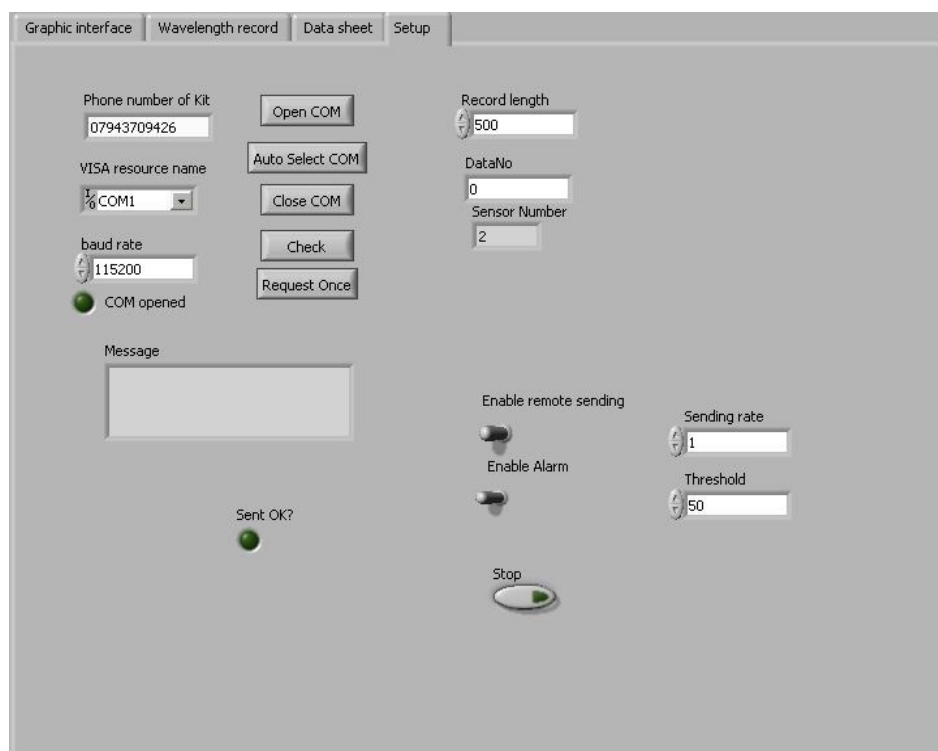 Graphic interface Wavelength record Data sheet Setup
Phone number of Kit
07943709426
Open COM
Record length
500
VISA resource name
COM1
Auto Select COM
DataNo
0
Close COM
Sensor Number
2
baud rate
115200
Check
COM opened
Request Once
Message
Enable remote sending
Sending rate
1
Enable Alarm
Threshold
50
Sent OK?
Stop